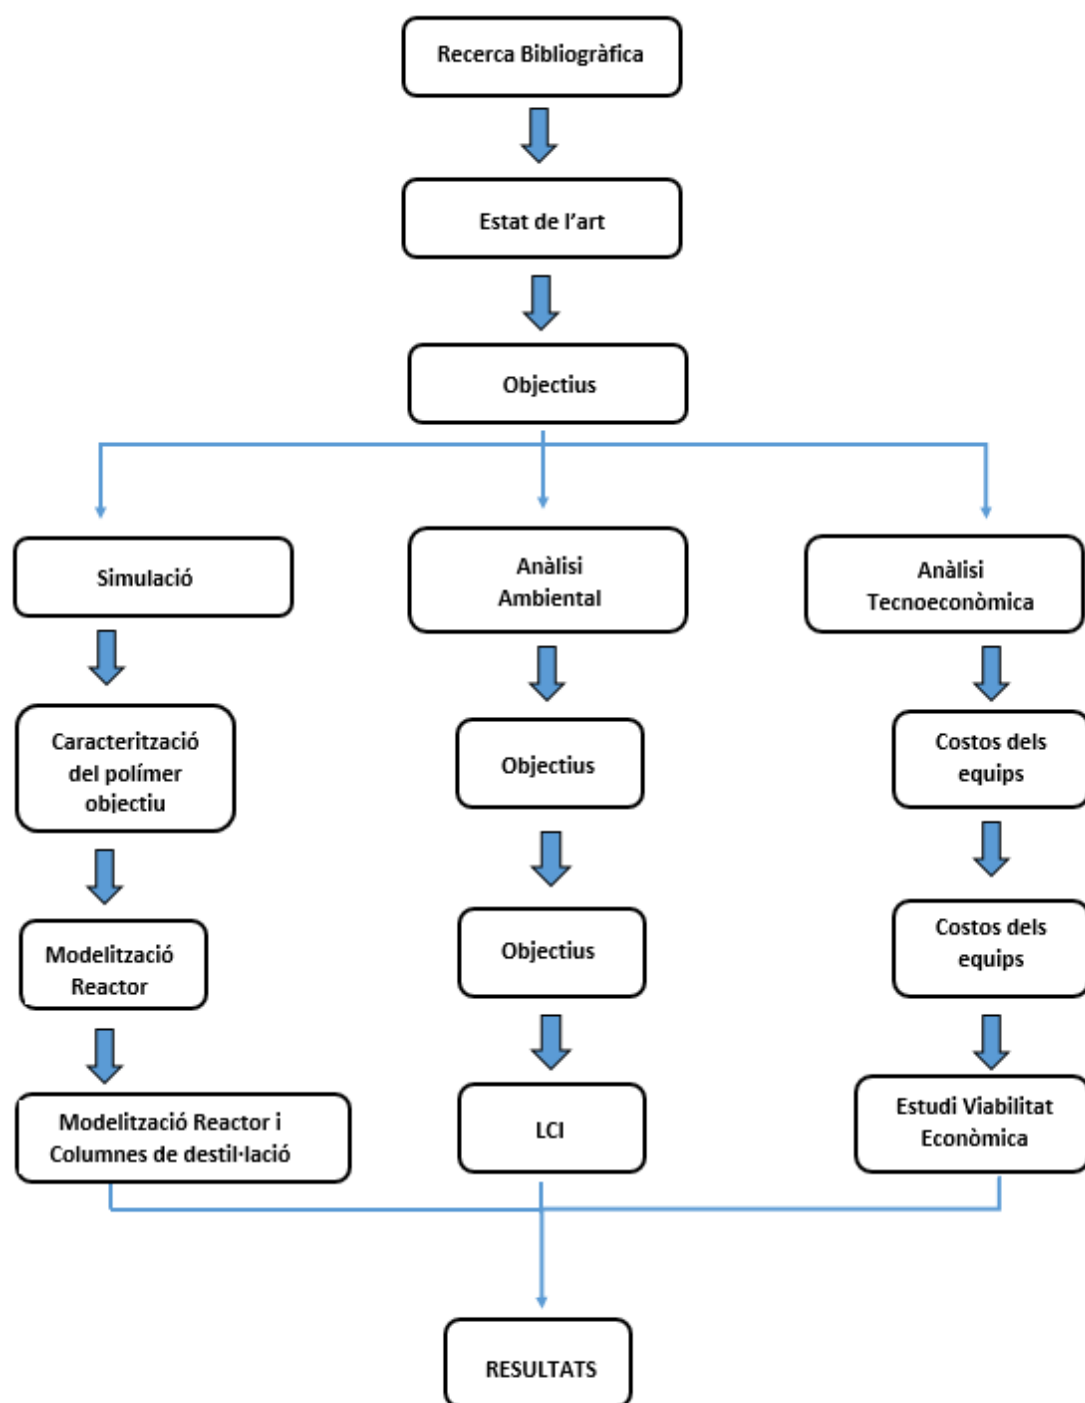 Recerca Bibliogràfica
Estat de l'art
Objectius
Simulació
Caracterització
del polímer
objectiu
Modelització
Reactor
Modelització Reactor i
Columnes de destil·lació
Anàlisi
Ambiental
Objectius
Objectius
LCI
Anàlisi
Tecnoeconòmica
Costos dels
equips
Costos dels
equips
Estudi Viabilitat
Econòmica
RESULTATS